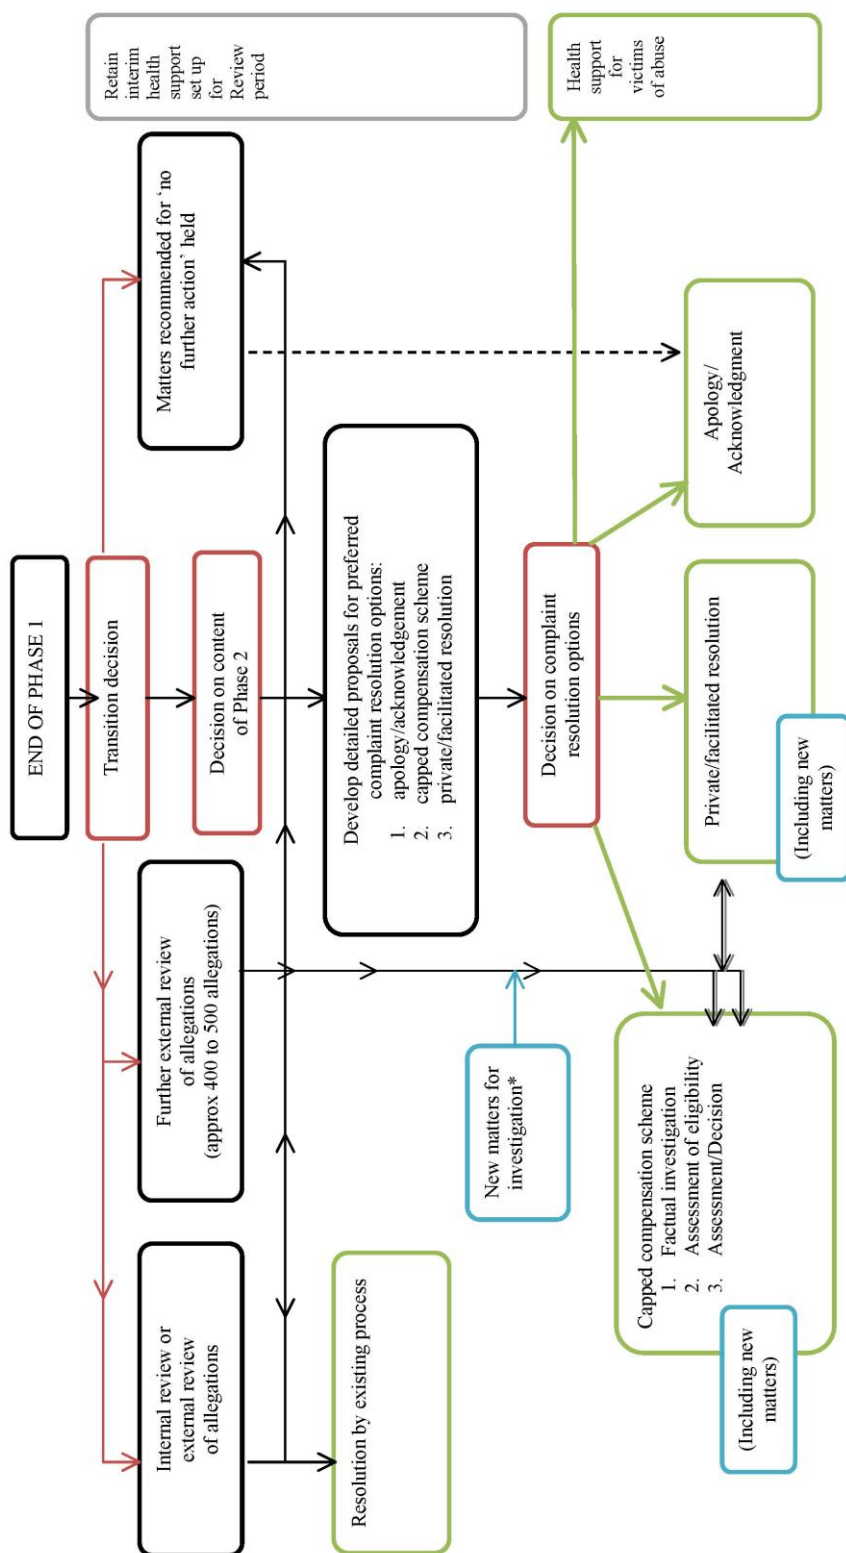 END OF PHASE 1
Transition decision
Decision on content
of Phase 2
Internal review or
external review
of allegations
Further external review
of allegations
(approx 400 to 500 allegations)
Matters recommended for ‘no
further action’ held
Retain
interim
health
support
set up
for
Review
period
Resolution by existing process
New matters for
investigation*
Develop detailed proposals for preferred
complaint resolution options:
1. apology/acknowledgement
2. capped compensation scheme
3. private/facilitated resolution
Decision on complaint
resolution options
Capped compensation scheme
1. Factual investigation
2. Assessment of eligibility
3. Assessment/Decision
(Including new
matters)
Private/facilitated resolution
(Including new
matters)
Apology/
Acknowledgment
Health
support
for
victims
of abuse